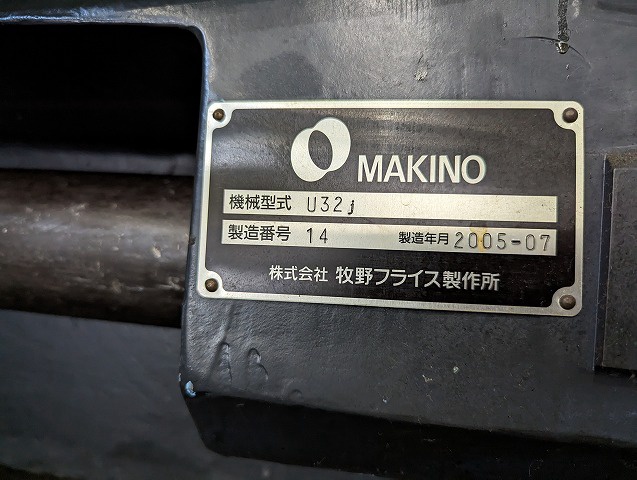 MAKINO
機械型式 U32j
製造番号 14 製造年月 2005-07
株式会社 牧野フライス製作所